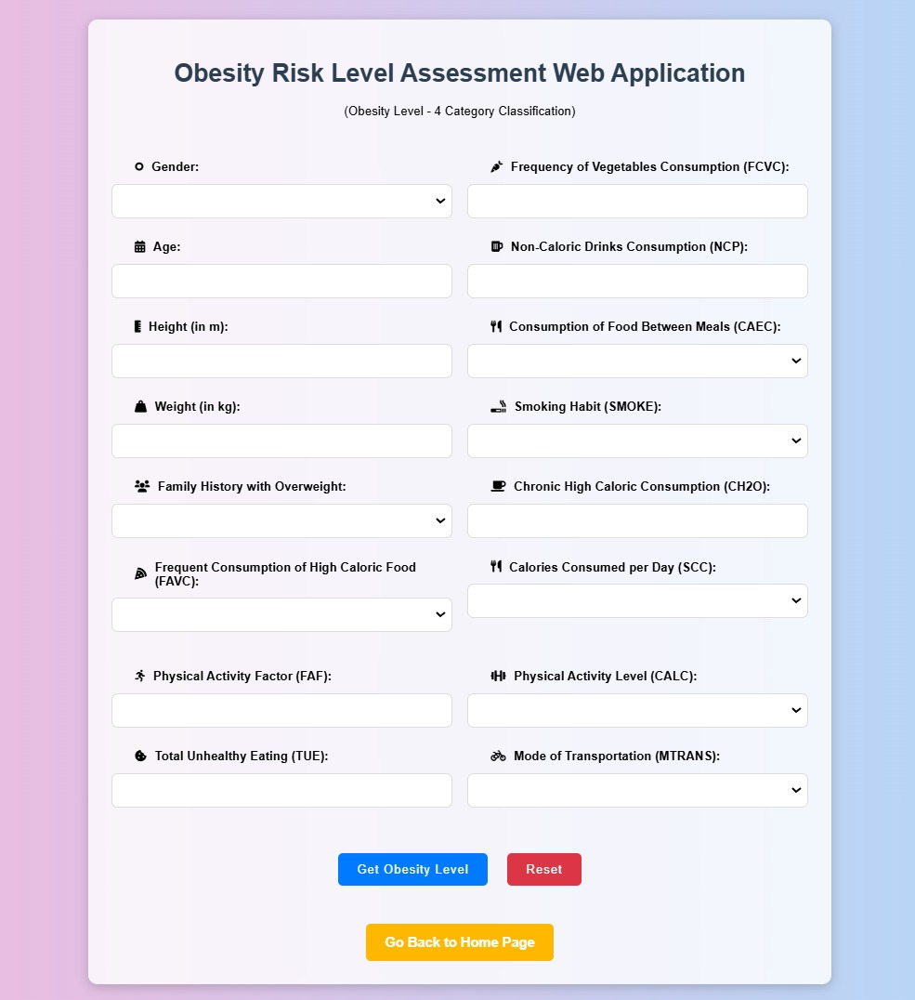 Obesity Risk Level Assessment Web Application
(Obesity Level - 4 Category Classification)
Gender:
Frequency of Vegetables Consumption (FCVC):
Age:
Non-Caloric Drinks Consumption (NCP):
Height (in m):
Consumption of Food Between Meals (CAEC):
Weight (in kg):
Smoking Habit (SMOKE):
Family History with Overweight:
Chronic High Caloric Consumption (CH2O):
Frequent Consumption of High Caloric Food
(FAVC):
Calories Consumed per Day (SCC):
Physical Activity Factor (FAF):
Physical Activity Level (CALC):
Total Unhealthy Eating (TUE):
Mode of Transportation (MTRANS):
Get Obesity Level
Reset
Go Back to Home Page